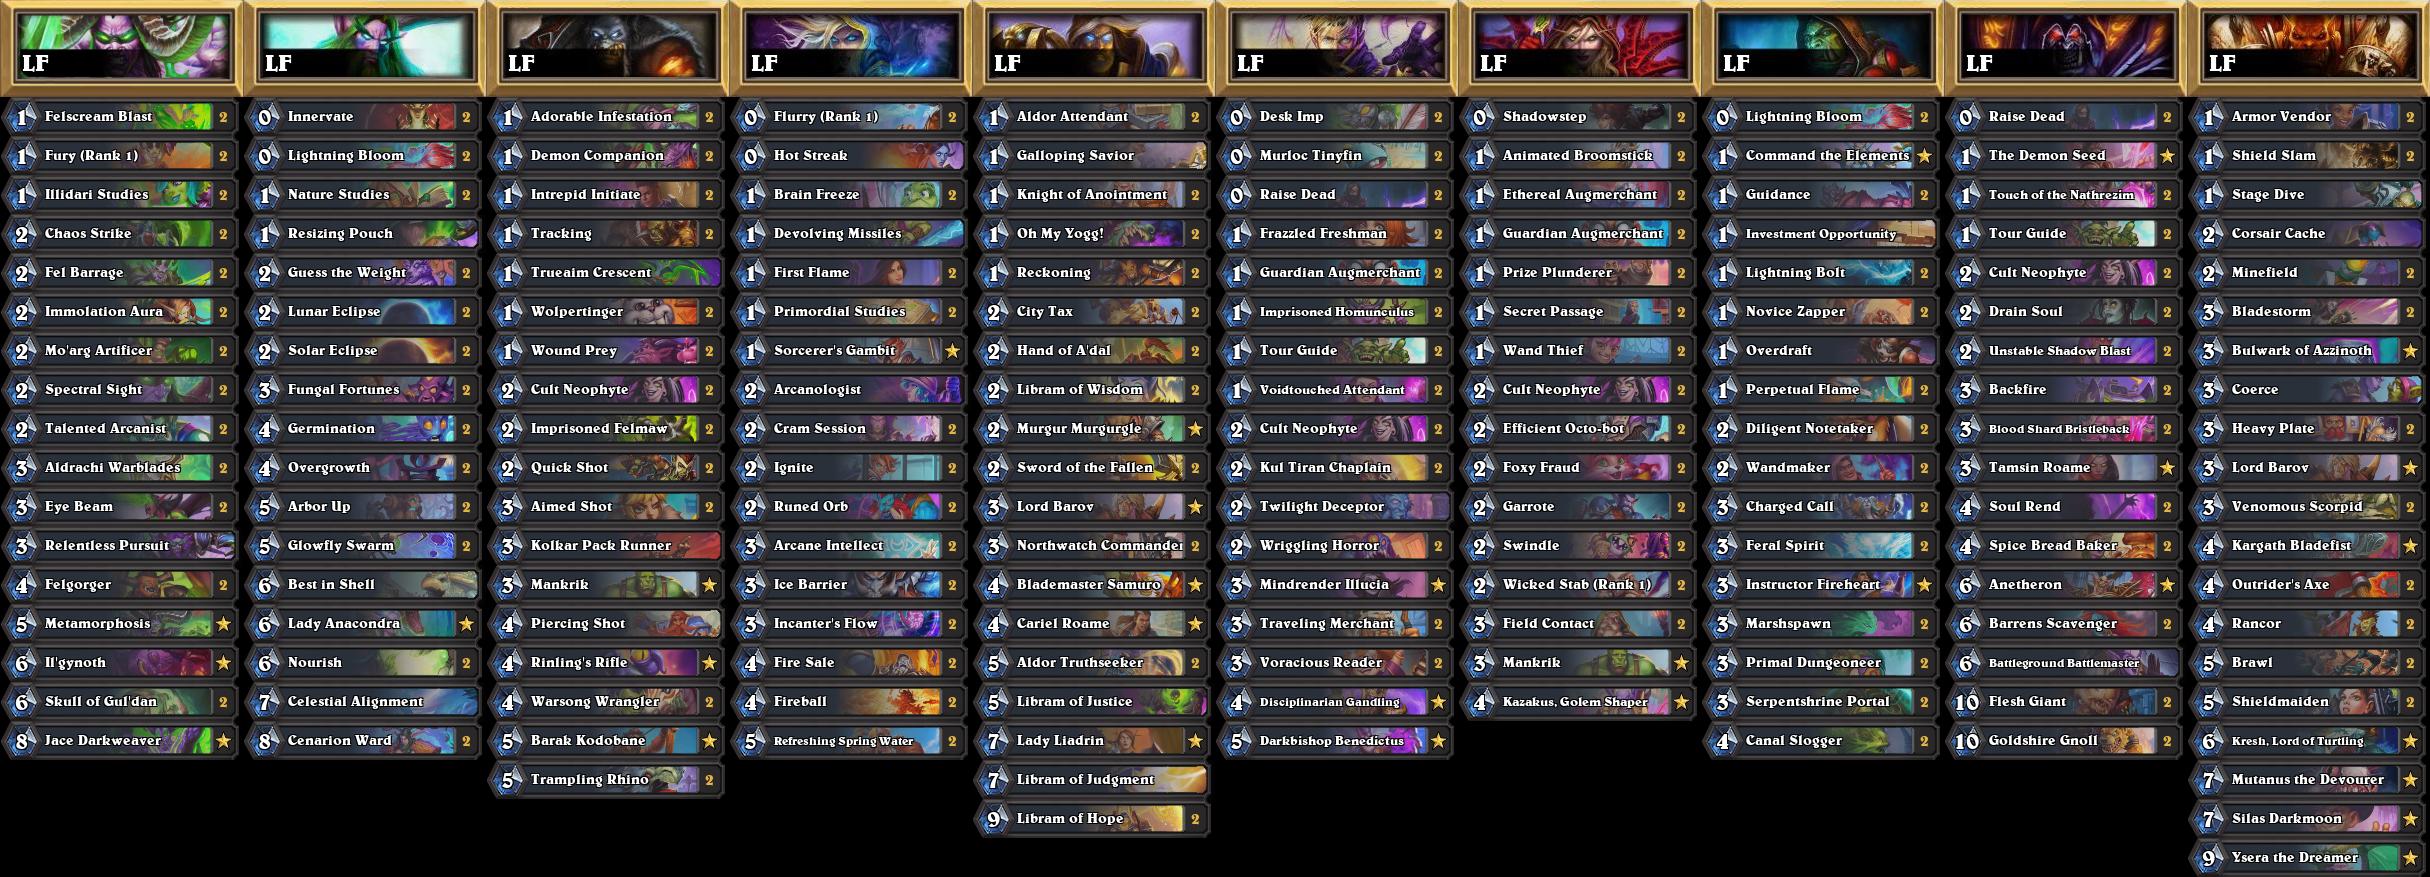 LF
1 Felscream Blast 2
1 Fury (Rank 1) 2
1 Illidari Studies 2
2 Chaos Strike 2
2 Fel Barrage 2
2 Immolation Aura 2
2 Mo'arg Artificer 2
2 Spectral Sight 2
2 Talented Arcanist 2
3 Aldrachi Warblades 2
3 Eye Beam 2
3 Relentless Pursuit
4 Felgorger 2
5 Metamorphosis
6 Il'gynoth
6 Skull of Gul'dan 2
8 Jace Darkweaver
LF
0 Innervate 2
0 Lightning Bloom 2
1 Nature Studies 2
1 Resizing Pouch
2 Guess the Weight 2
2 Lunar Eclipse 2
2 Solar Eclipse 2
3 Fungal Fortunes 2
4 Germination 2
4 Overgrowth 2
5 Arbor Up 2
5 Glowfly Swarm 2
6 Best in Shell
6 Lady Anacondra
6 Nourish 2
7 Celestial Alignment
8 Cenarion Ward 2
LF
1 Adorable Infestation 2
1 Demon Companion 2
1 Intrepid Initiate 2
1 Tracking 2
1 Trueaim Crescent
1 Wolpertinger 2
1 Wound Prey 2
2 Cult Neophyte 2
2 Imprisoned Felmaw 2
2 Quick Shot 2
3 Aimed Shot 2
3 Kolkar Pack Runner
3 Mankrik
4 Piercing Shot
4 Rinling's Rifle
4 Warsong Wrangler 2
5 Barak Kodobane
5 Trampling Rhino 2
LF
0 Flurry (Rank 1) 2
0 Hot Streak
1 Brain Freeze 2
1 Devolving Missiles
1 First Flame 2
1 Primordial Studies 2
1 Sorcerer's Gambit
2 Arcanologist
2 Cram Session 2
2 Ignite 2
2 Runed Orb 2
3 Arcane Intellect 2
3 Ice Barrier 2
3 Incanter's Flow 2
4 Fire Sale 2
4 Fireball 2
5 Refreshing Spring Water 2
LF
1 Aldor Attendant 2
1 Galloping Savior
1 Knight of Anointment 2
1 Oh My Yogg! 2
1 Reckoning 2
2 City Tax 2
2 Hand of A'dal 2
2 Libram of Wisdom 2
2 Murgur Murgurgle
2 Sword of the Fallen 2
3 Lord Barov
3 Northwatch Commander 2
4 Blademaster Samuro
4 Cariel Roame
5 Aldor Truthseeker 2
5 Libram of Justice
7 Lady Liadrin
7 Libram of Judgment
9 Libram of Hope 2
LF
0 Desk Imp 2
0 Murloc Tinyfin 2
0 Raise Dead 2
1 Frazzled Freshman 2
1 Guardian Augmerchant 2
1 Imprisoned Homunculus 2
1 Tour Guide 2
1 Voidtouched Attendant 2
2 Cult Neophyte 2
2 Kul Tiran Chaplain 2
2 Twilight Deceptor
2 Wriggling Horror 2
3 Mindrender Illucia
3 Traveling Merchant 2
3 Voracious Reader 2
4 Disciplinarian Gandling
5 Darkbishop Benedictus
LF
0 Shadowstep 2
1 Animated Broomstick 2
1 Ethereal Augmerchant 2
1 Guardian Augmerchant 2
1 Prize Plunderer 2
1 Secret Passage 2
1 Wand Thief 2
2 Cult Neophyte 2
2 Efficient Octo-bot 2
2 Foxy Fraud 2
2 Garrote 2
2 Swindle 2
2 Wicked Stab (Rank 1) 2
3 Field Contact 2
3 Mankrik
4 Kazakus, Golem Shaper
LF
0 Lightning Bloom 2
1 Command the Elements
1 Guidance 2
1 Investment Opportunity
1 Lightning Bolt 2
1 Novice Zapper 2
1 Overdraft
1 Perpetual Flame 2
2 Diligent Notetaker 2
2 Wandmaker 2
3 Charged Call 2
3 Feral Spirit 2
3 Instructor Fireheart
3 Marshspawn 2
3 Primal Dungeoneer 2
3 Serpentshrine Portal 2
4 Canal Slogger 2
LF
0 Raise Dead 2
1 The Demon Seed
1 Touch of the Nathrezim 2
1 Tour Guide 2
2 Cult Neophyte 2
2 Drain Soul 2
2 Unstable Shadow Blast 2
3 Backfire 2
3 Blood Shard Bristleback 2
3 Tamsin Roame
4 Soul Rend 2
4 Spice Bread Baker 2
6 Anetheron
6 Barrens Scavenger 2
6 Battleground Battlemaster
10 Flesh Giant 2
10 Goldshire Gnoll 2
LF
1 Armor Vendor 2
1 Shield Slam 2
1 Stage Dive
2 Corsair Cache
2 Minefield 2
3 Bladestorm 2
3 Bulwark of Azzinoth
3 Coerce
3 Heavy Plate 2
3 Lord Barov
3 Venomous Scorpid 2
4 Kargath Bladefist
4 Outrider's Axe 2
4 Rancor 2
5 Brawl 2
5 Shieldmaiden 2
6 Kresh, Lord of Turtling
7 Mutanus the Devourer
7 Silas Darkmoon
9 Ysera the Dreamer